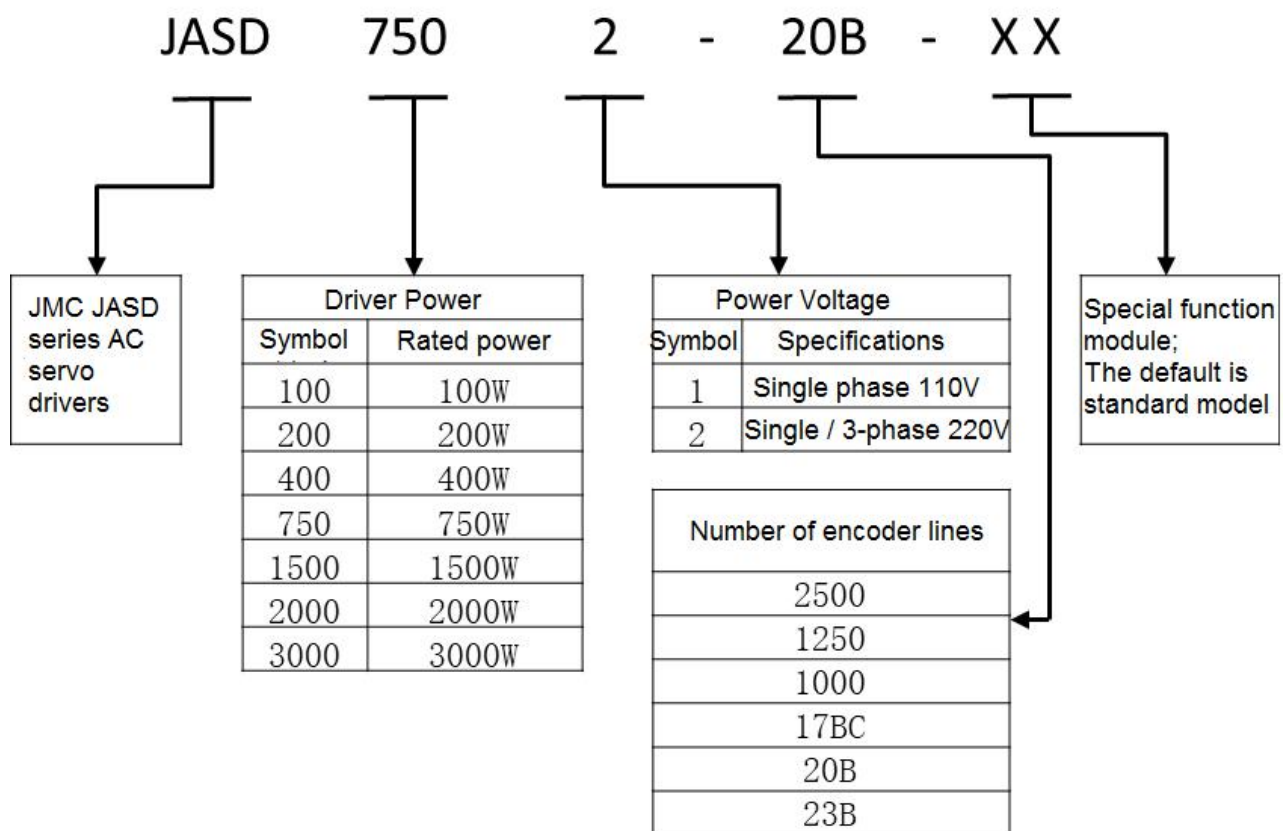 JASD 750 2 - 20B - X X
JMC JASD
series AC
servo
drivers
Driver Power
Symbol Rated power
100 100W
200 200W
400 400W
750 750W
1500 1500W
2000 2000W
3000 3000W
Power Voltage
Symbol Specifications
1 Single phase 110V
2 Single / 3-phase 220V
Number of encoder lines
2500
1250
1000
17BC
20B
23B
Special function
module;
The default is
standard model